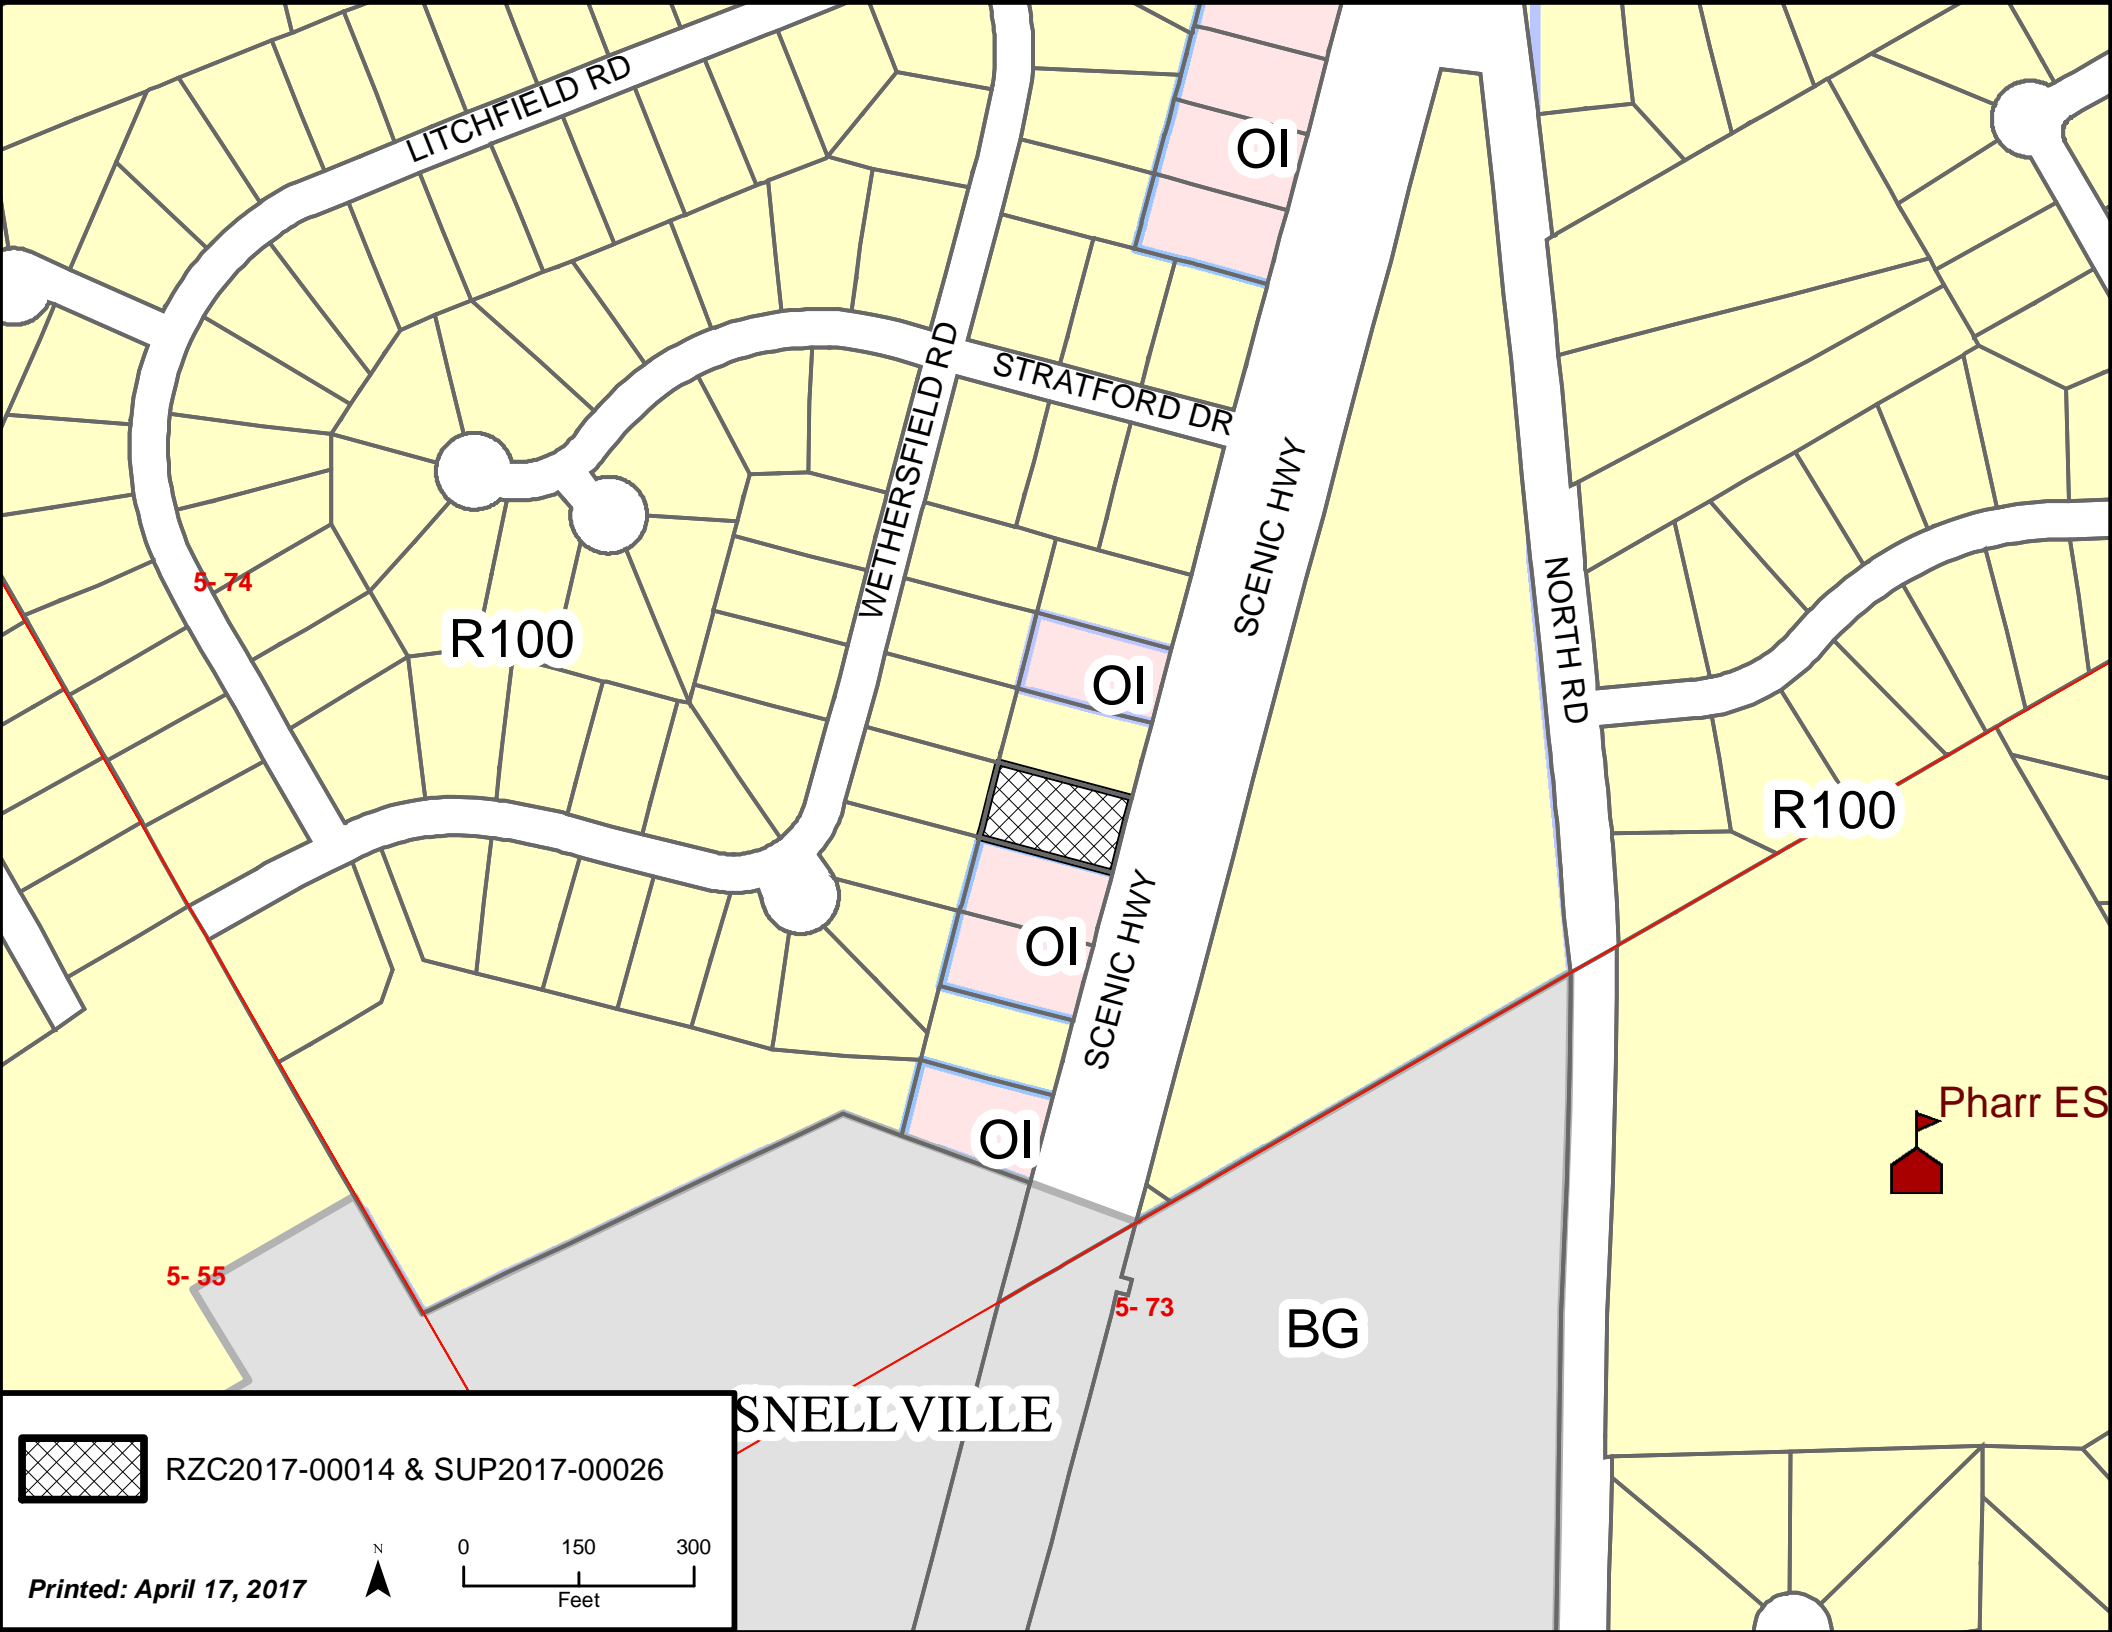 LITCHFIELD RD
OI
STRATFORD DR
WETHERSFIELD RD
SCENIC HWY
5- 74
R100
NORTH RD
OI
R100
SCENIC HWY
OI
Pharr ES
OI
5- 55
5- 73
BG
SNELLVILLE
RZC2017-00014 & SUP2017-00026
N
0 150 300
Feet
Printed: April 17, 2017